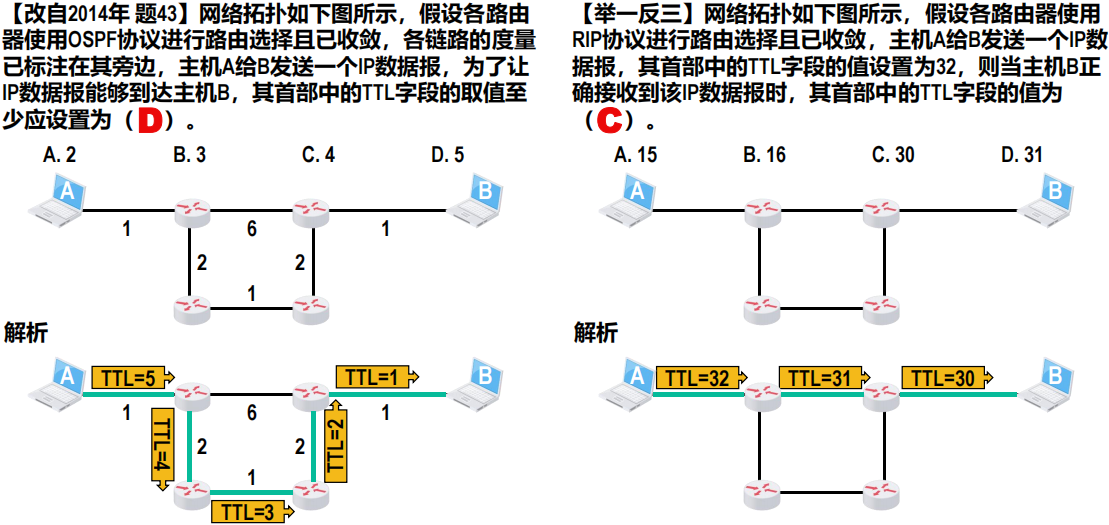 【改自2014年 题43】网络拓扑如下图所示，假设各路由
器使用OSPF协议进行路由选择且已收敛，各链路的度量
已标注在其旁边，主机A给B发送一个IP数据报，为了让
IP数据报能够到达主机B，其首部中的TTL字段的取值至
少应设置为（ D ）。
A. 2 B. 3 C. 4 D. 5
A B
1 6 1
2 2
1
解析
A TTL=5 TTL=1 B
1 6 1
TTL=4 2 2 TTL=2
1
TTL=3
【举一反三】网络拓扑如下图所示，假设各路由器使用
RIP协议进行路由选择且已收敛，主机A给B发送一个IP数
据报，其首部中的TTL字段的值设置为32，则当主机B正
确接收到该IP数据报时，其首部中的TTL字段的值为
（ C ）。
A. 15 B. 16 C. 30 D. 31
A B
解析
A TTL=32 TTL=31 TTL=30 B